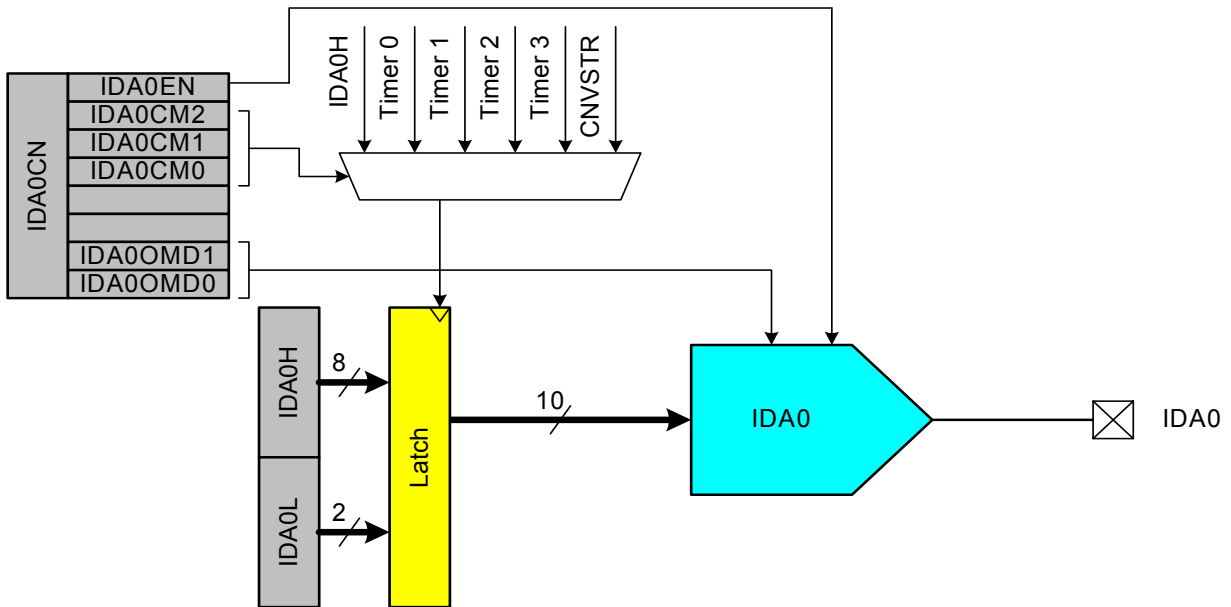 IDA0CN
IDA0EN
IDA0CM2
IDA0CM1
IDA0CM0
IDA0OMD1
IDA0OMD0
IDA0H
Timer 0
Timer 1
Timer 2
Timer 3
CNVSTR
IDA0H
8
IDA0L
2
Latch
10
IDA0
IDA0